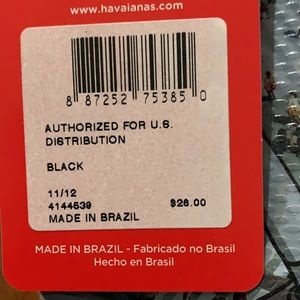 www.havaianas.com
8 87252 75385 0
AUTHORIZED FOR U.S.
DISTRIBUTION
BLACK
11/12
4144539 $26.00
MADE IN BRAZIL
MADE IN BRAZIL - Fabricado no Brasil
Hecho en Brasil